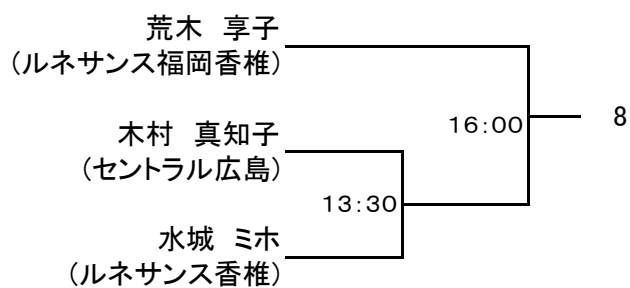 荒木　享子
（ルネサンス福岡香椎）
16：00
8
木村　真知子
（セントラル広島）
13：30
水城　ミホ
（ルネサンス香椎）